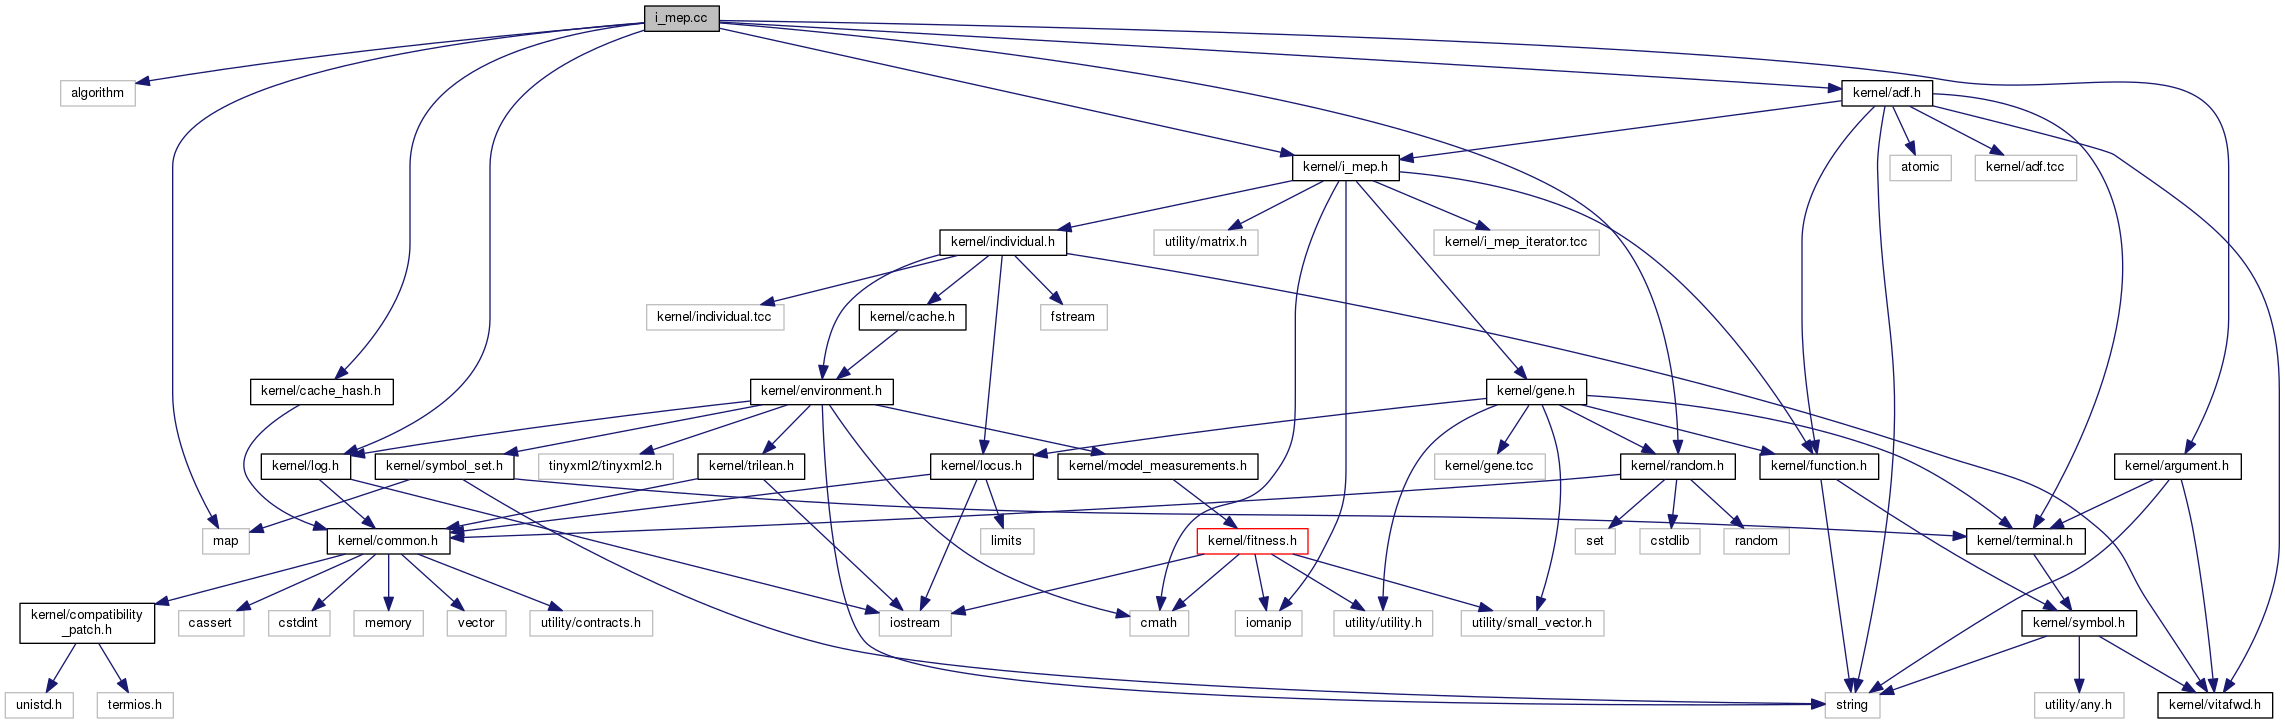 i_mep.cc
algorithm
kernel/adf.h
kernel/i_mep.h
atomic
kernel/adf.tcc
kernel/individual.h
utility/matrix.h
kernel/i_mep_iterator.tcc
kernel/individual.tcc
kernel/cache.h
fstream
kernel/cache_hash.h
kernel/environment.h
kernel/gene.h
kernel/log.h
kernel/symbol_set.h
tinyxml2/tinyxml2.h
kernel/trilean.h
kernel/locus.h
kernel/model_measurements.h
kernel/gene.tcc
kernel/random.h
kernel/function.h
kernel/argument.h
map
kernel/common.h
limits
kernel/fitness.h
set
cstdlib
random
kernel/terminal.h
kernel/compatibility
_patch.h
cassert
cstdint
memory
vector
utility/contracts.h
iostream
cmath
iomanip
utility/utility.h
utility/small_vector.h
kernel/symbol.h
unistd.h
termios.h
string
utility/any.h
kernel/vitafwd.h